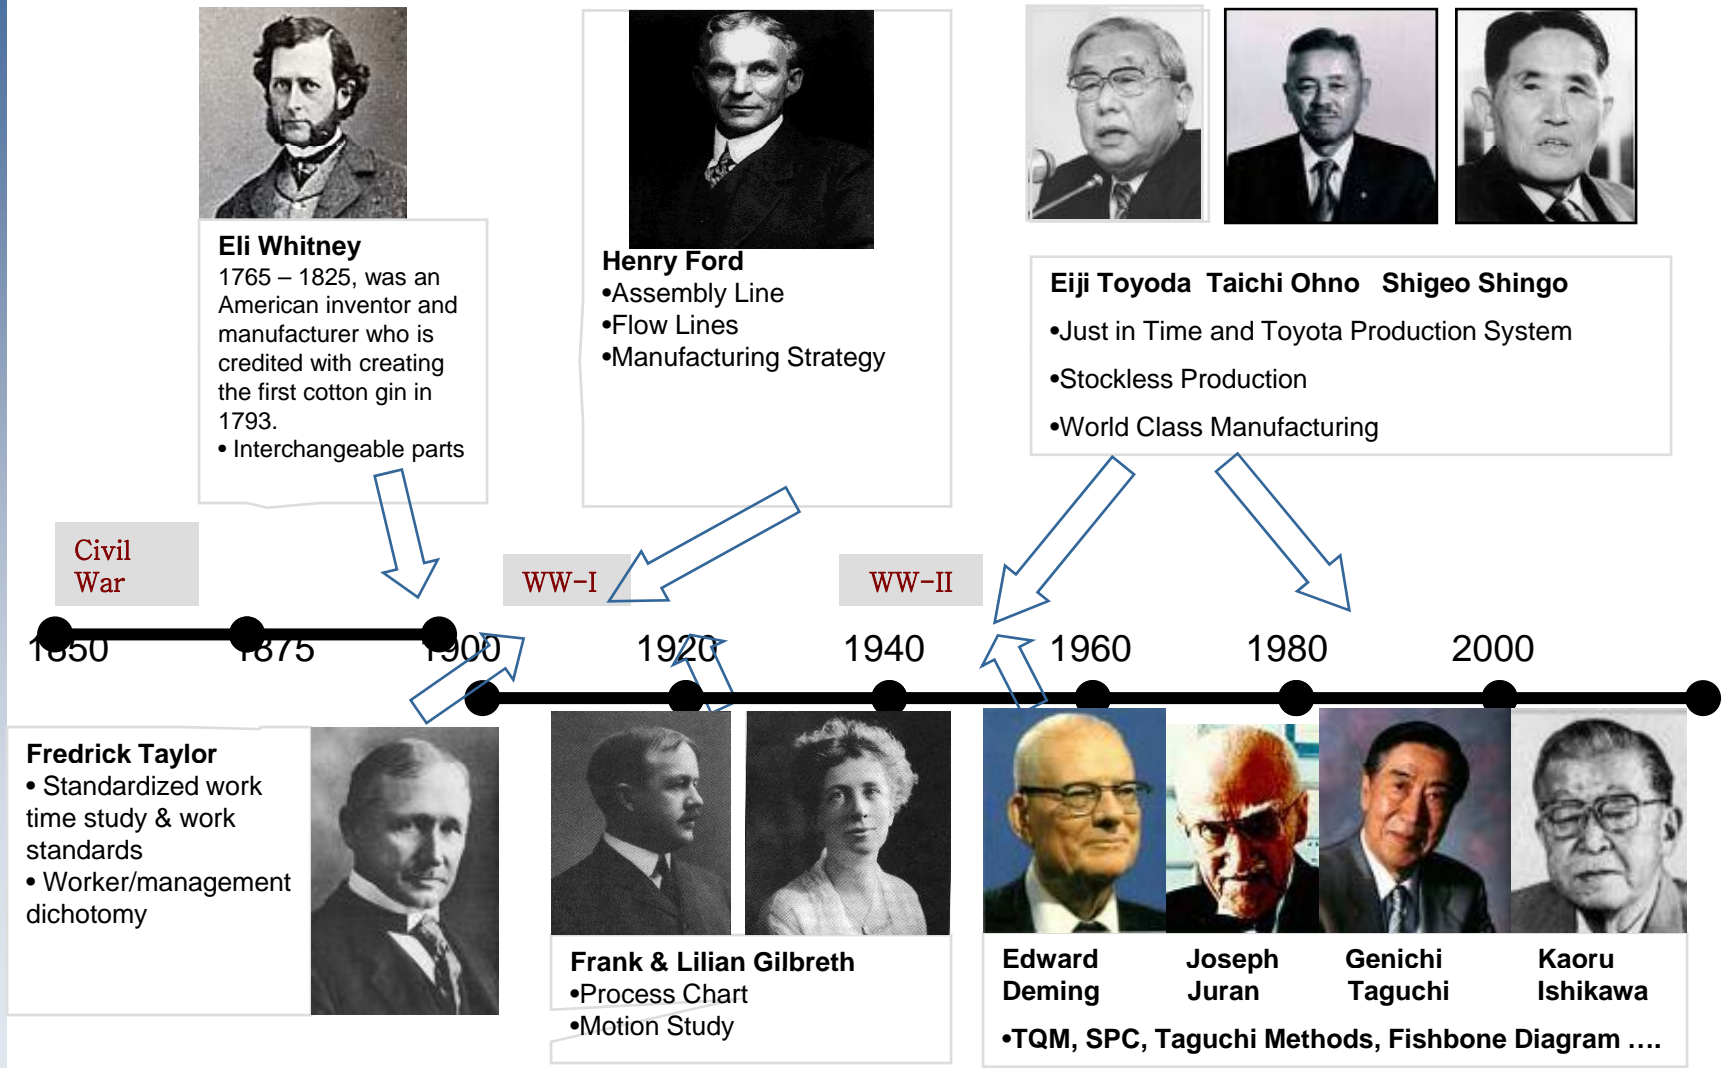 Eli Whitney
1765 – 1825, was an
American inventor and
manufacturer who is
credited with creating
the first cotton gin in
1793.
• Interchangeable parts
Henry Ford
•Assembly Line
•Flow Lines
•Manufacturing Strategy
Eiji Toyoda Taichi Ohno Shigeo Shingo
•Just in Time and Toyota Production System
•Stockless Production
•World Class Manufacturing
Civil
War
WW-I
WW-II
1850 1875 1900 1920 1940 1960 1980 2000
Fredrick Taylor
• Standardized work
time study & work
standards
• Worker/management
dichotomy
Frank & Lilian Gilbreth
•Process Chart
•Motion Study
Edward Joseph Genichi Kaoru
Deming Juran Taguchi Ishikawa
•TQM, SPC, Taguchi Methods, Fishbone Diagram ….